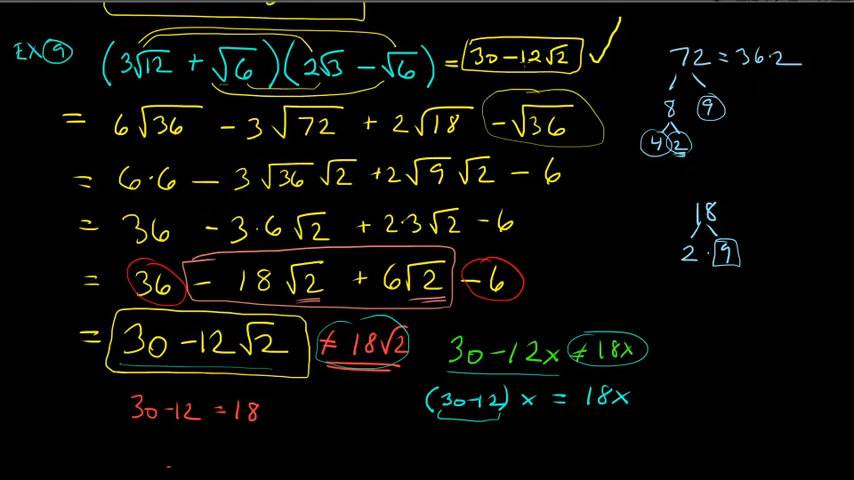 EX 9 (3√12 + √6)(2√3 − √6) = 30 − 12√2 ✓
= 6√36 − 3√72 + 2√18 − √36
= 6·6 − 3√36 √2 + 2√9 √2 − 6
= 36 − 3·6√2 + 2·3√2 − 6
= 36 − 18√2 + 6√2 − 6
= 30 − 12√2 ≠ 18√2
30 − 12 = 18
30 − 12x ≠ 18x
(30 − 12) x = 18x
72 = 36·2
8 9
4 2
18
2 · 9